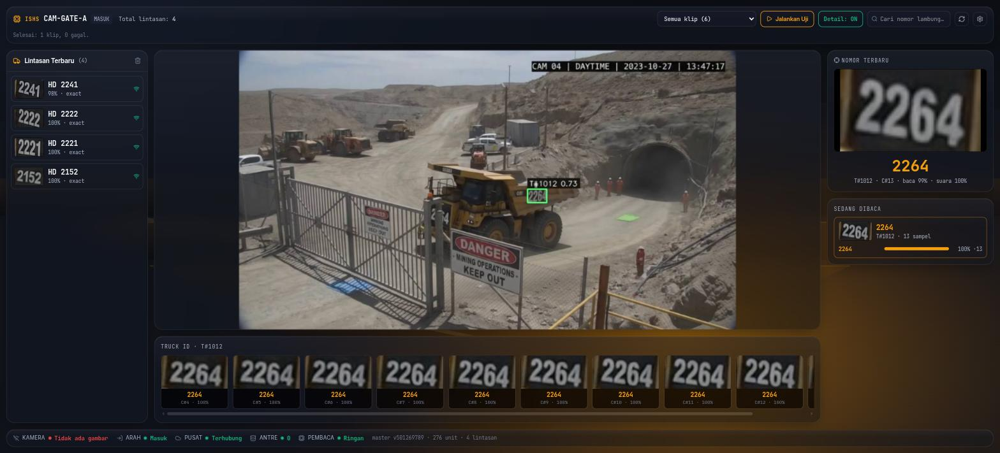 ISHS CAM-GATE-A MASUK Total lintasan: 4
Semua klip (6)
Jalankan Uji
Detail: ON
Cari nomor lambung…
Selesai: 1 klip, 0 gagal.
Lintasan Terbaru (4)
2241
HD 2241
98% · exact
2222
HD 2222
100% · exact
2221
HD 2221
100% · exact
2152
HD 2152
100% · exact
CAM 04 | DAYTIME | 2023-10-27 | 13:47:17
T#1012 0.73
2264
DANGER
MINING
OPERATIONS
KEEP OUT
DANGER
·MINING OPERATIONS·
KEEP OUT
TRUCK ID · T#1012
2264 2264 2264 2264 2264 2264 2264 2264 2264
2264 2264 2264 2264 2264 2264 2264 2264 2264
C#4 · 100% C#5 · 100% C#6 · 100% C#7 · 100% C#8 · 100% C#9 · 100% C#10 · 100% C#11 · 100% C#12 · 100%
NOMOR TERBARU
2264
2264
T#1012 · C#13 · baca 99% · suara 100%
SEDANG DIBACA
2264
2264
T#1012 · 13 sampel
2264 100% ·13
KAMERA Tidak ada gambar ARAH Masuk PUSAT Terhubung ANTRE 0 PEMBACA Ringan master v501269789 · 276 unit · 4 lintasan